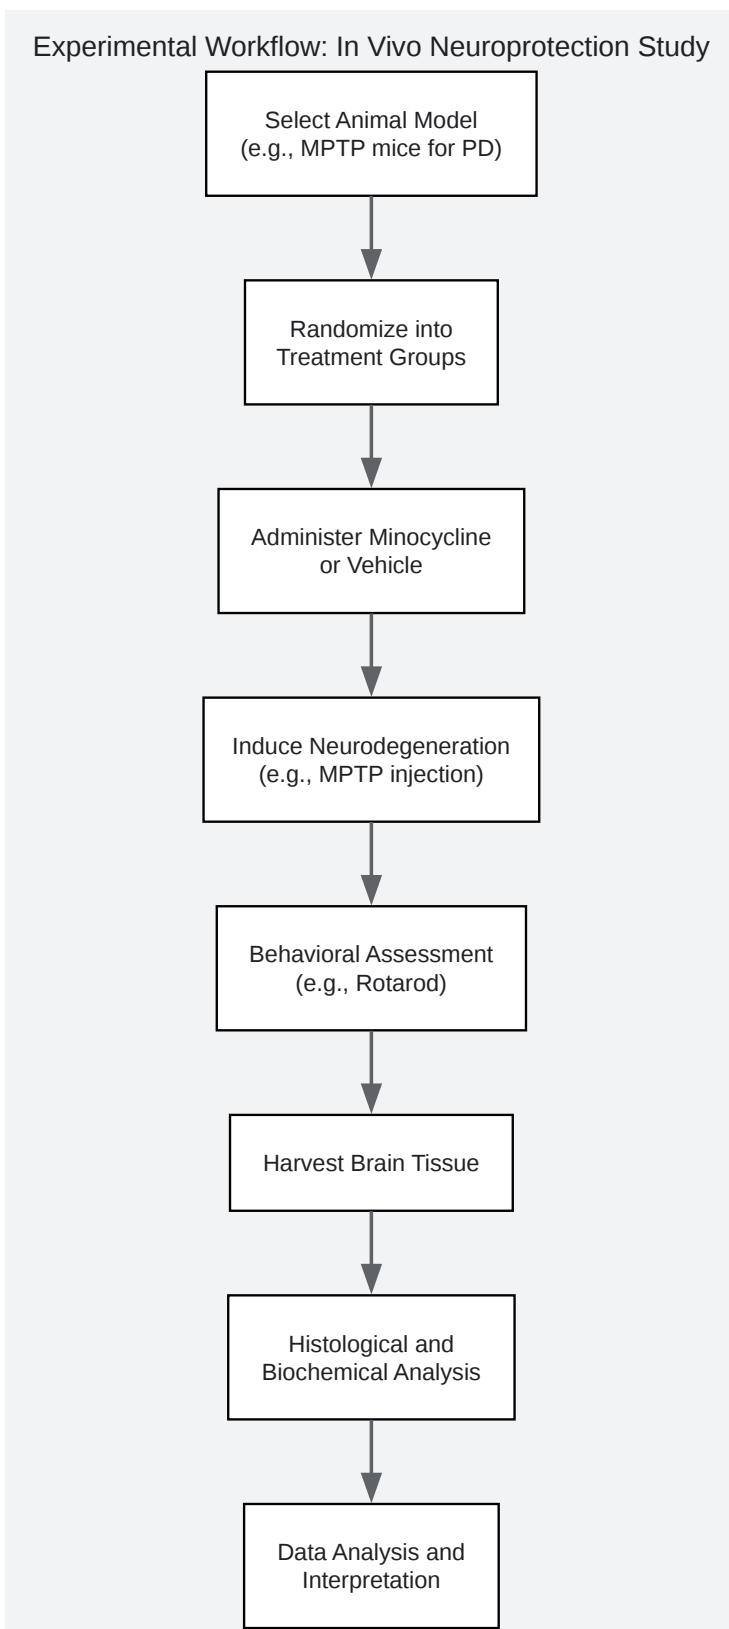 Experimental Workflow: In Vivo Neuroprotection Study
Select Animal Model
(e.g., MPTP mice for PD)
Randomize into
Treatment Groups
Administer Minocycline
or Vehicle
Induce Neurodegeneration
(e.g., MPTP injection)
Behavioral Assessment
(e.g., Rotarod)
Harvest Brain Tissue
Histological and
Biochemical Analysis
Data Analysis and
Interpretation